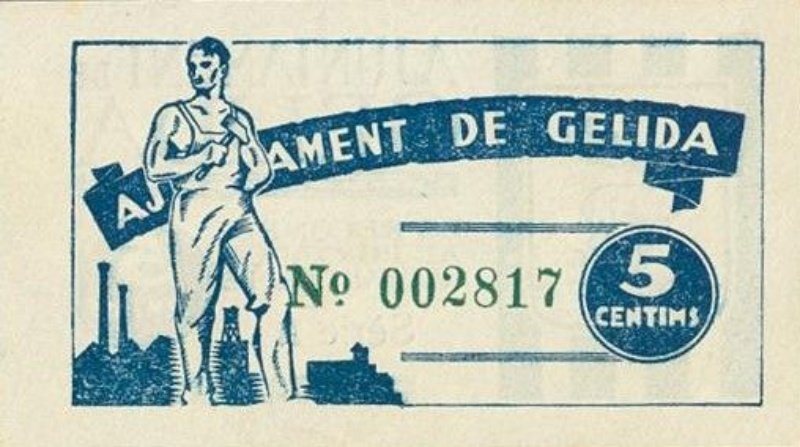 AJ AMENT DE GELIDA
Nº 002817
5
CENTIMS